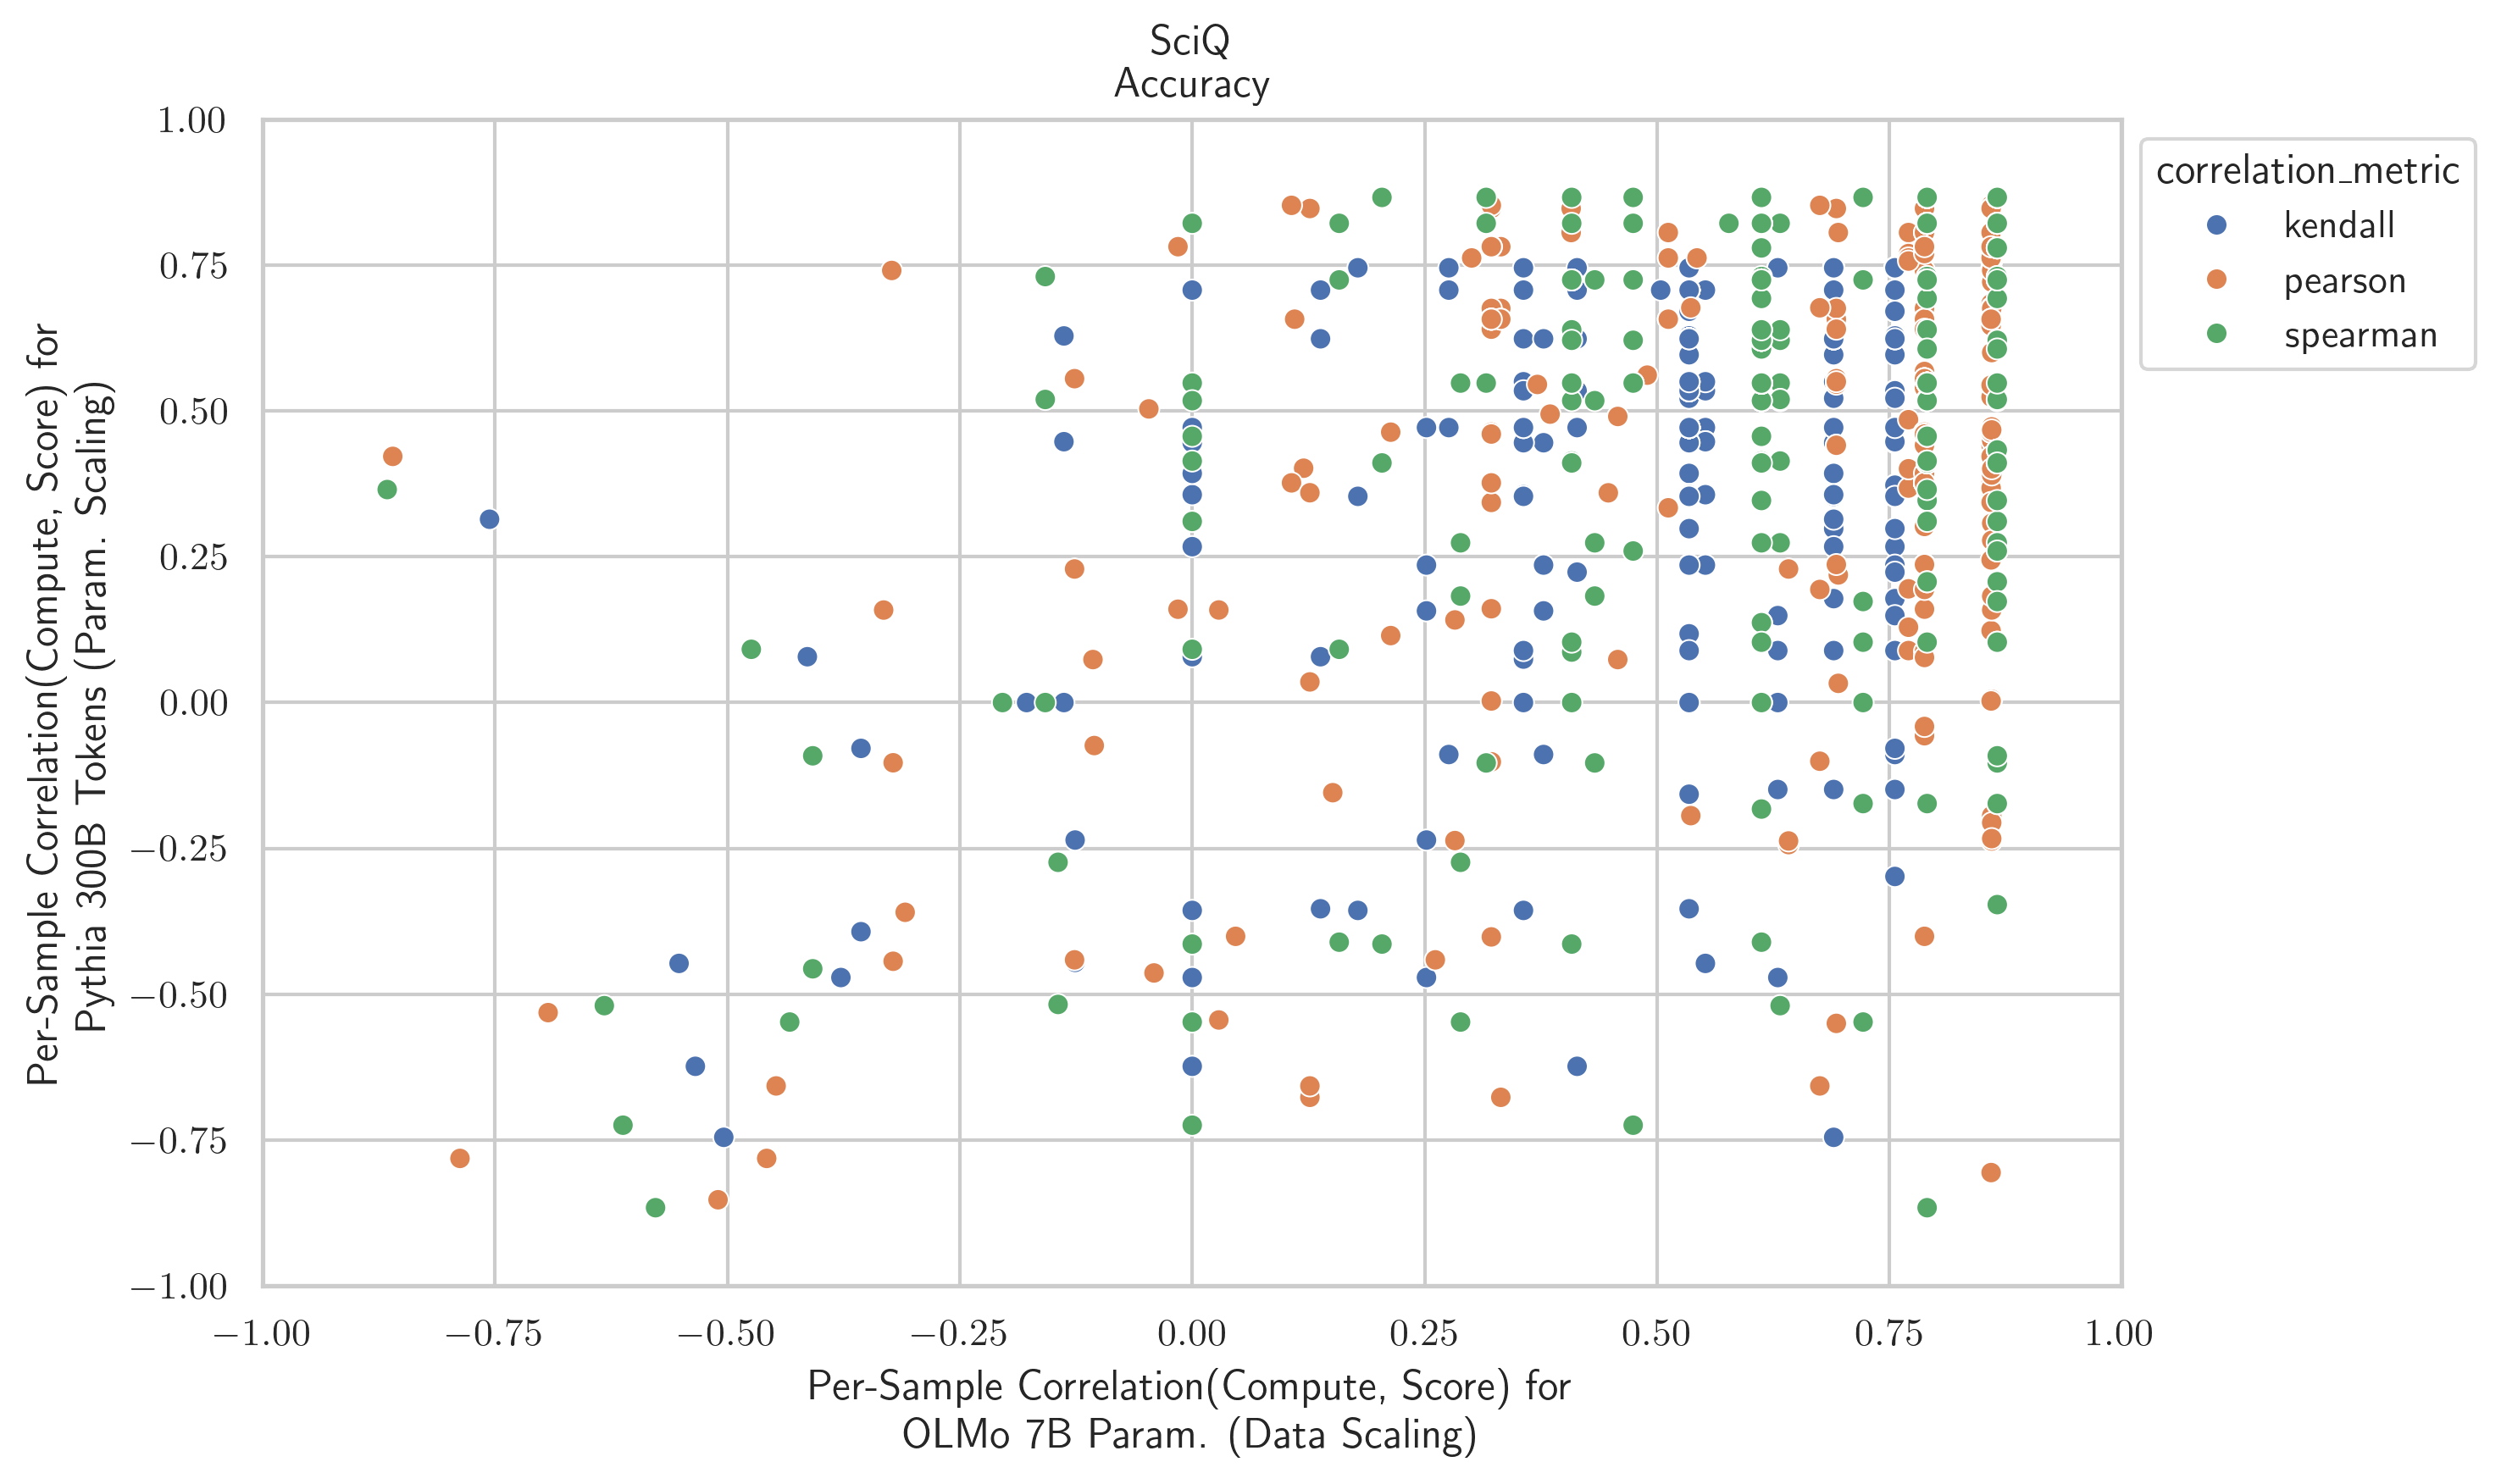 SciQ
Accuracy
Per-Sample Correlation(Compute, Score) for
Pythia 300B Tokens (Param. Scaling)
1.00
0.75
0.50
0.25
0.00
−0.25
−0.50
−0.75
−1.00
−1.00 −0.75 −0.50 −0.25 0.00 0.25 0.50 0.75 1.00
Per-Sample Correlation(Compute, Score) for
OLMo 7B Param. (Data Scaling)
correlation_metric
kendall
pearson
spearman